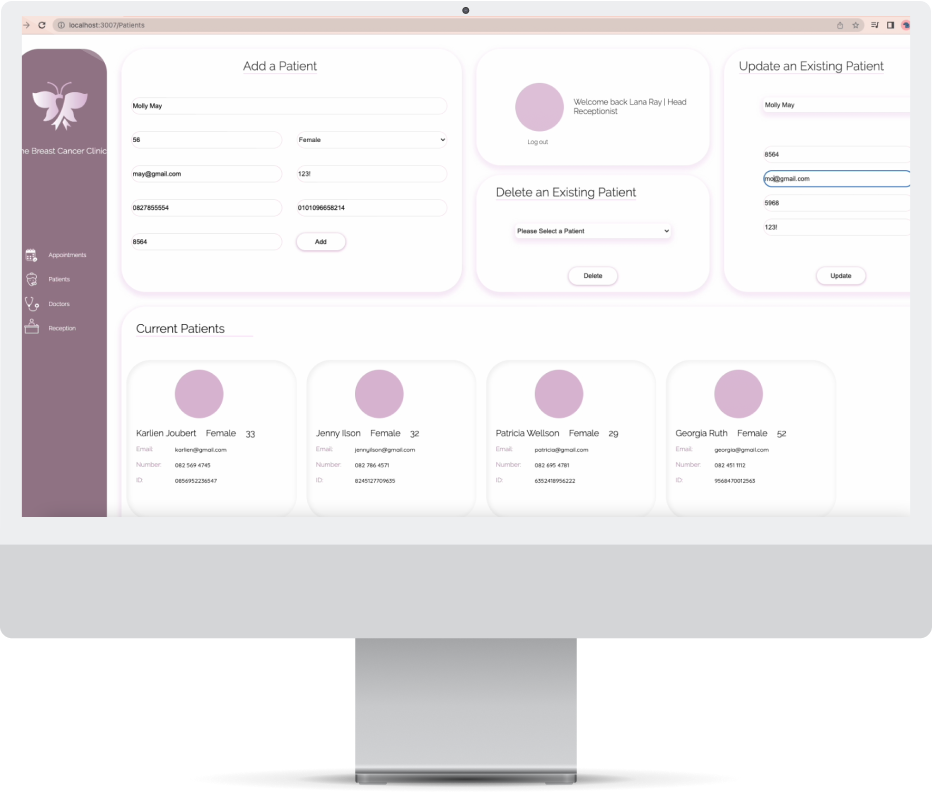 localhost:3007/Patients
he Breast Cancer Clinic
Appointments
Patients
Doctors
Reception
Add a Patient
Molly May
56
Female
may@gmail.com
123!
0827855554
0101096658214
8564
Add
Welcome back Lana Ray | Head
Receptionist
Log out
Delete an Existing Patient
Please Select a Patient
Delete
Update an Existing Patient
Molly May
8564
mo@gmail.com
5968
123!
Update
Current Patients
Karlien Joubert Female 33
Email: karlien@gmail.com
Number: 082 569 4745
ID: 0856952236547
Jenny Ilson Female 32
Email: jennyilson@gmail.com
Number: 082 786 4571
ID: 8245127709635
Patricia Wellson Female 29
Email: patricia@gmail.com
Number: 082 695 4781
ID: 6352418956222
Georgia Ruth Female 52
Email: georgia@gmail.com
Number: 082 451 1112
ID: 9568470012563